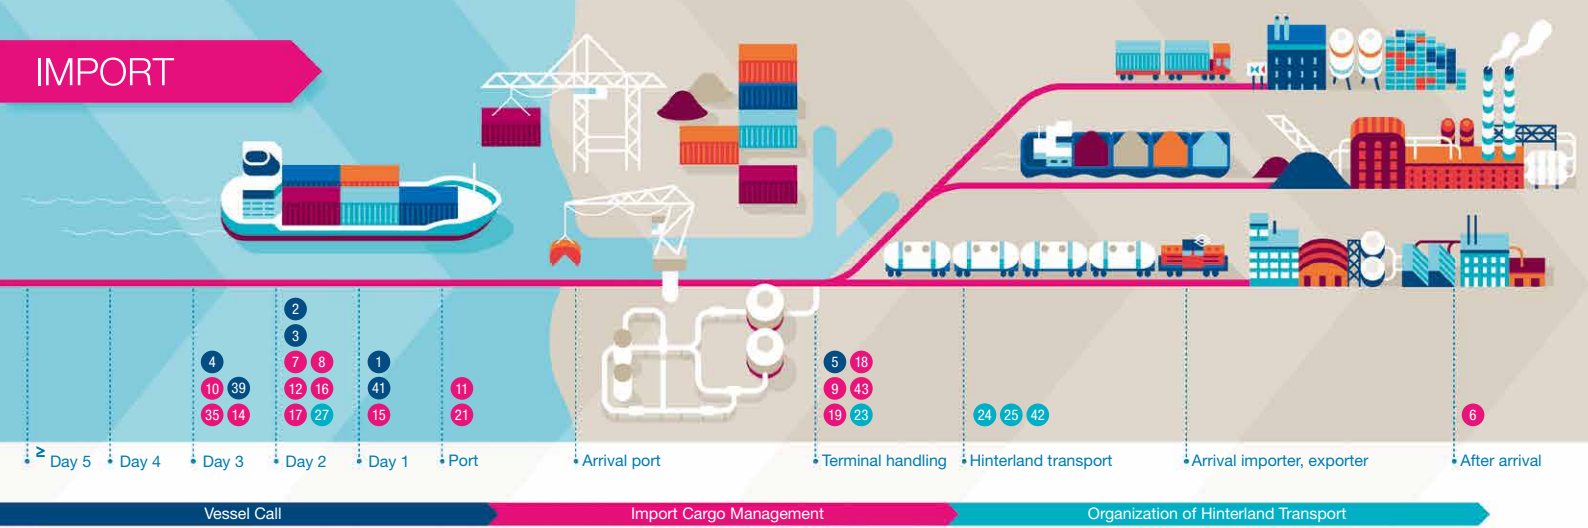 IMPORT
2
3
4 7 8 1 5 18
10 39 12 16 41 11 9 43
35 14 17 27 15 21 19 23 24 25 42 6
≥ Day 5 Day 4 Day 3 Day 2 Day 1 Port Arrival port Terminal handling Hinterland transport Arrival importer, exporter After arrival
Vessel Call Import Cargo Management Organization of Hinterland Transport